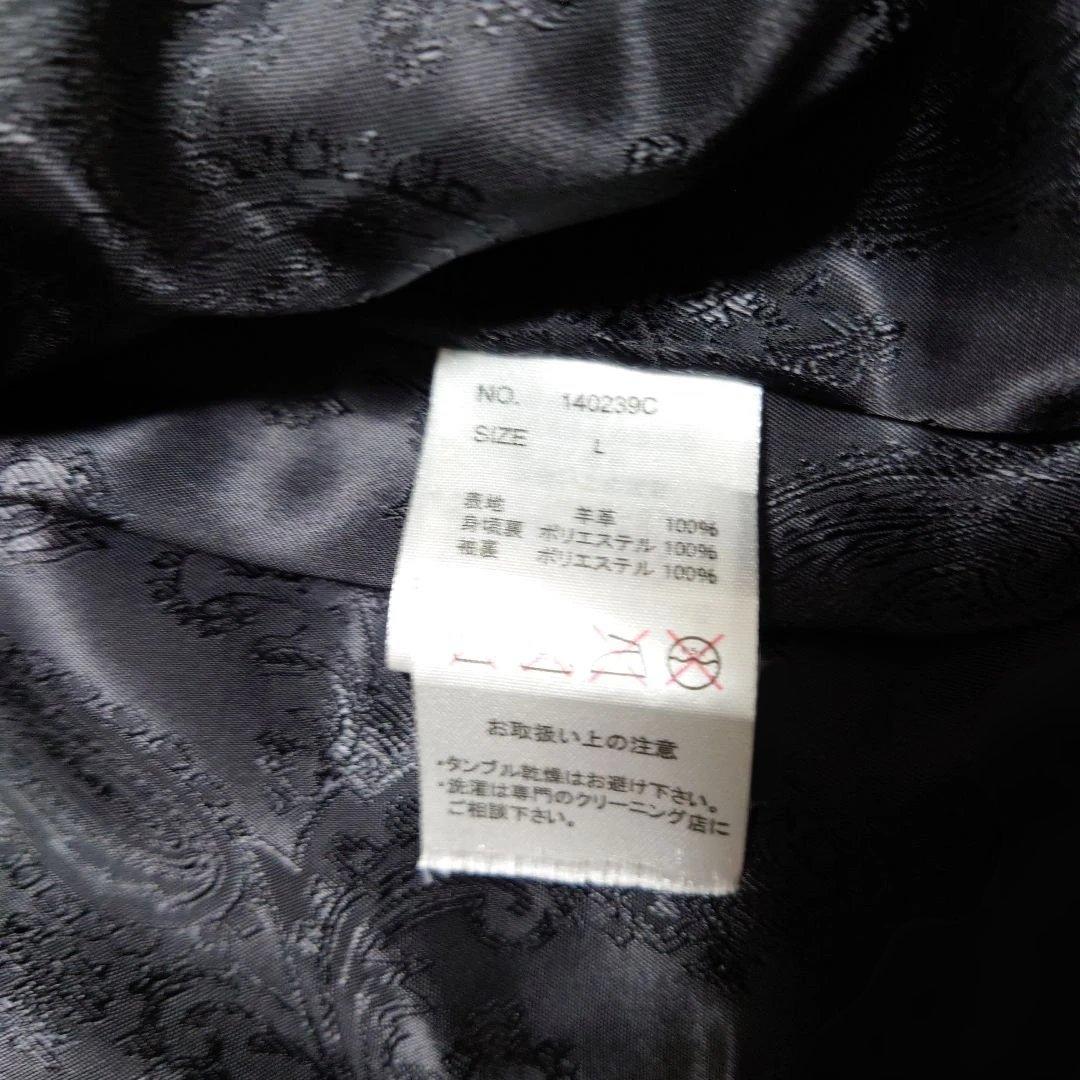 NO. 140239C
SIZE L
表地 羊革 100%
身頃裏 ポリエステル 100%
袖裏 ポリエステル 100%
お取扱い上の注意
・タンブル乾燥はお避け下さい。
・洗濯は専門のクリーニング店に
ご相談下さい。